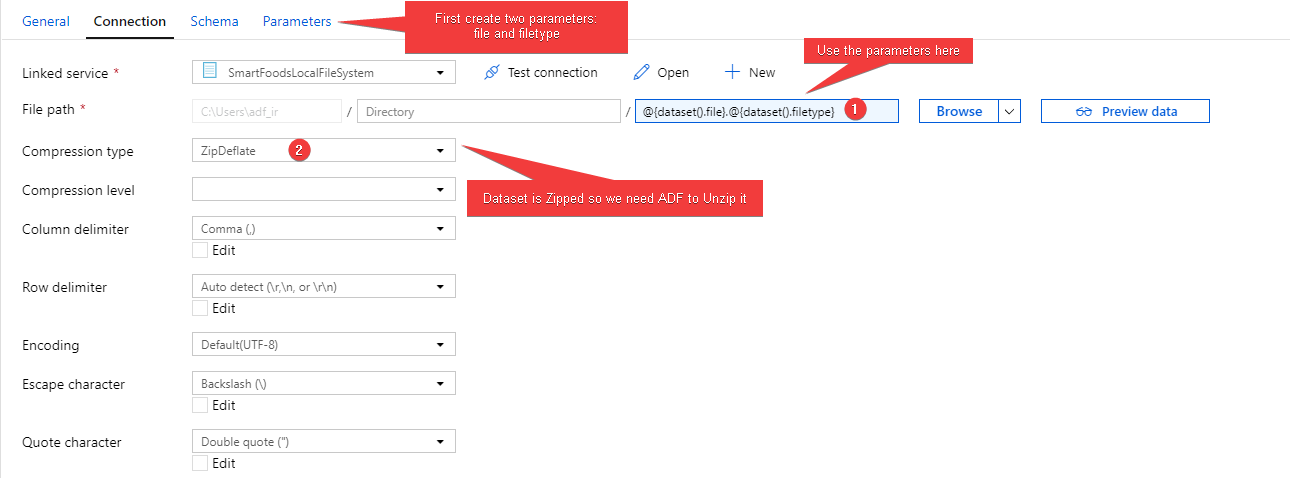 General Connection Schema Parameters
First create two parameters:
file and filetype
Use the parameters here
Linked service * SmartFoodsLocalFileSystem Test connection Open New
File path * C:\Users\adf_ir / Directory / @{dataset().file}.@{dataset().filetype} 1 Browse Preview data
Compression type ZipDeflate 2
Compression level
Dataset is Zipped so we need ADF to Unzip it
Column delimiter Comma (,)
Edit
Row delimiter Auto detect (\r,\n, or \r\n)
Edit
Encoding Default(UTF-8)
Escape character Backslash (\)
Edit
Quote character Double quote (")
Edit